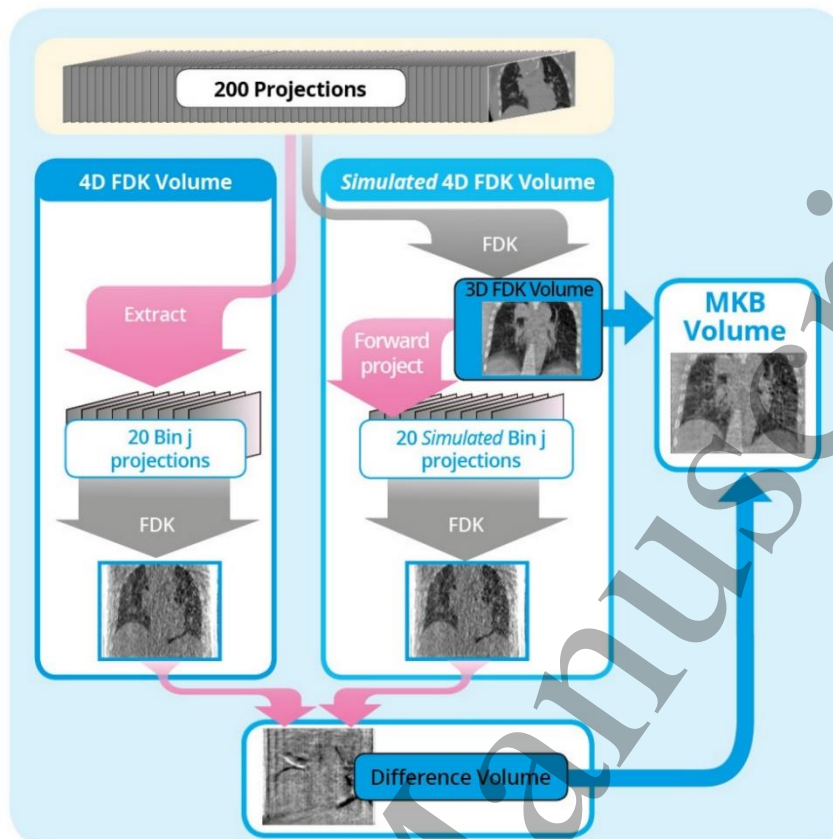 200 Projections
4D FDK Volume
Extract
20 Bin j
projections
FDK
Simulated 4D FDK Volume
FDK
3D FDK Volume
Forward
project
20 Simulated Bin j
projections
FDK
MKB
Volume
Difference Volume